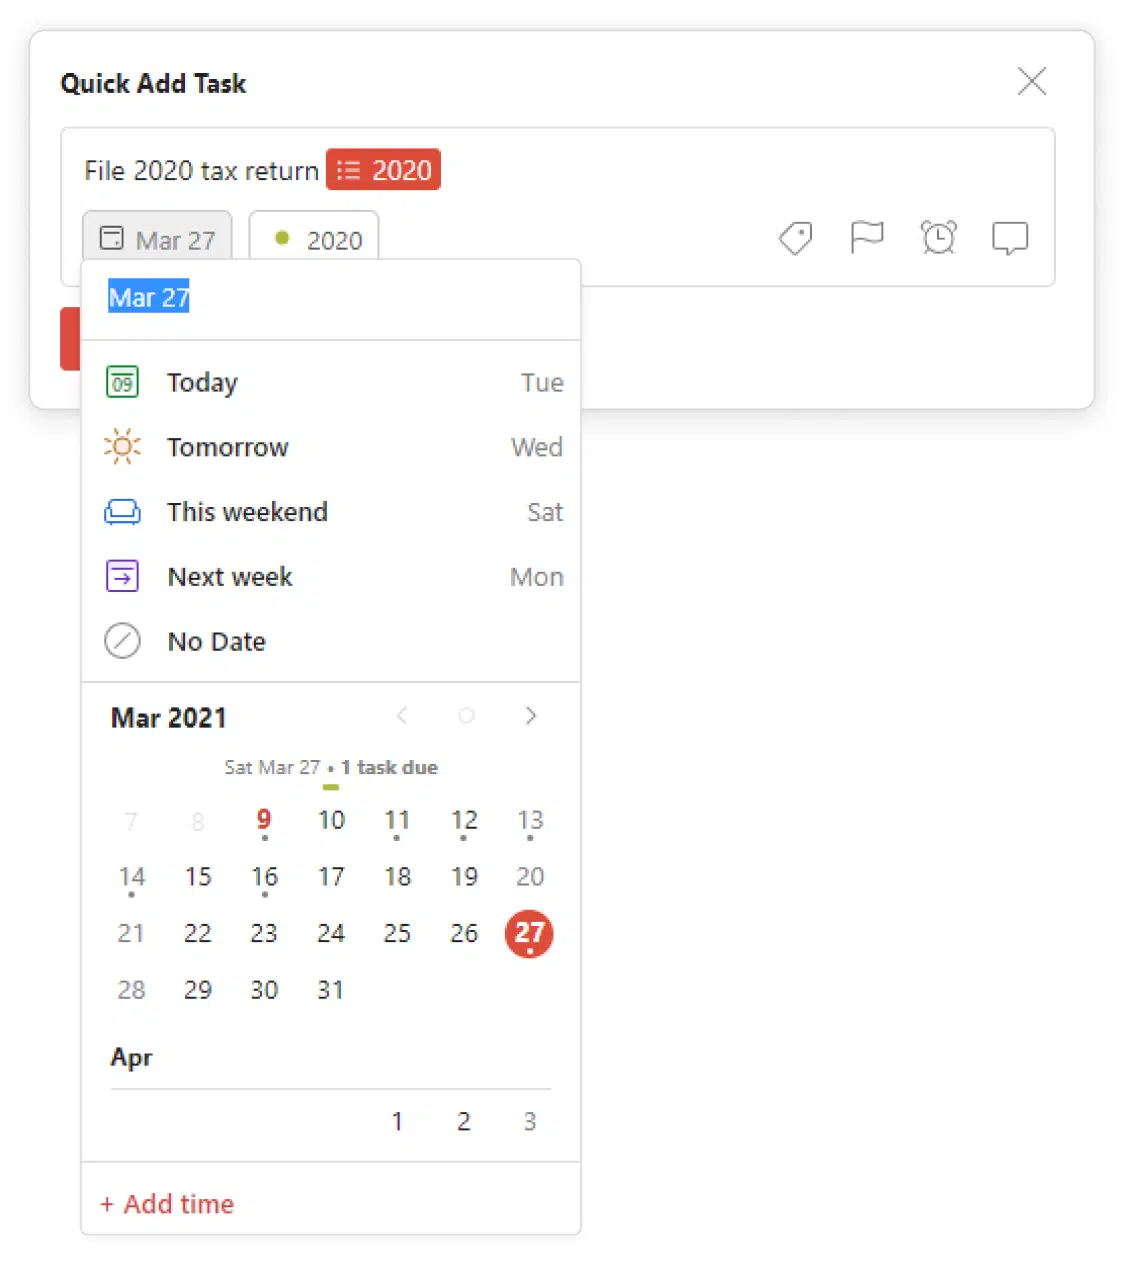 Quick Add Task
File 2020 tax return 2020
Mar 27 2020
Mar 27
09 Today Tue
Tomorrow Wed
This weekend Sat
Next week Mon
No Date
Mar 2021
Sat Mar 27 • 1 task due
7 8 9 10 11 12 13
14 15 16 17 18 19 20
21 22 23 24 25 26 27
28 29 30 31
Apr
1 2 3
+ Add time